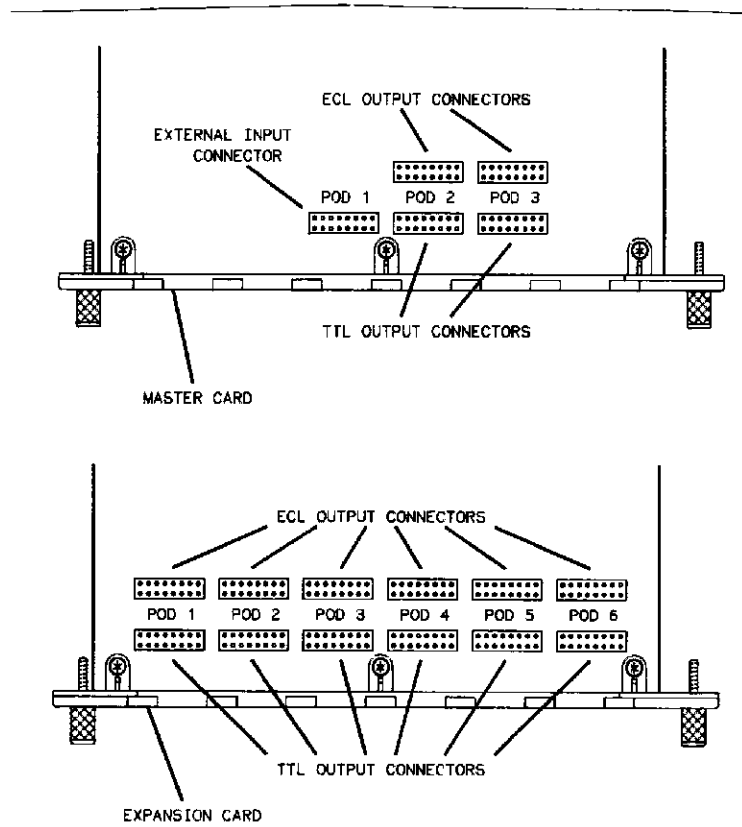 ECL OUTPUT CONNECTORS
EXTERNAL INPUT
CONNECTOR
POD 1 POD 2 POD 3
TTL OUTPUT CONNECTORS
MASTER CARD
ECL OUTPUT CONNECTORS
POD 1 POD 2 POD 3 POD 4 POD 5 POD 6
TTL OUTPUT CONNECTORS
EXPANSION CARD